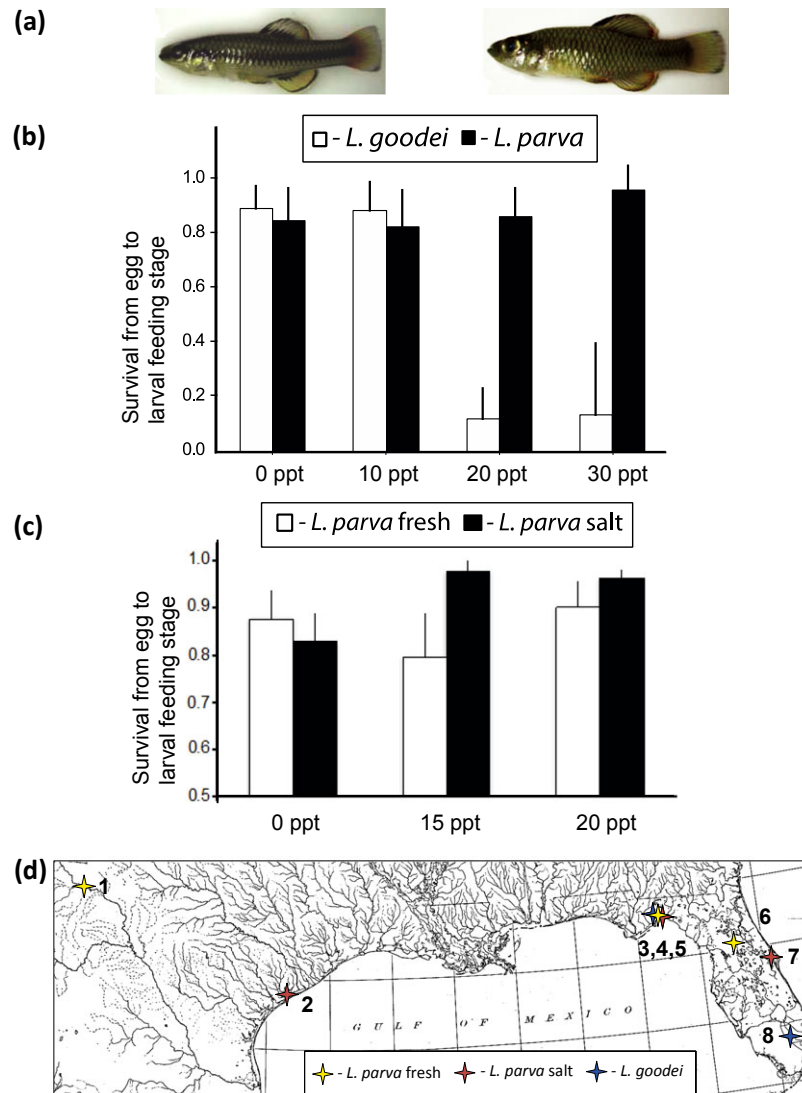 (a)
(b)
- L. goodei - L. parva
Survival from egg to
larval feeding stage
1.0
0.8
0.6
0.4
0.2
0.0
0 ppt 10 ppt 20 ppt 30 ppt
(c)
- L. parva fresh - L. parva salt
Survival from egg to
larval feeding stage
1.0
0.9
0.8
0.7
0.6
0.5
0 ppt 15 ppt 20 ppt
(d)
1
2
3,4,5
6
7
8
GULF OF MEXICO
- L. parva fresh - L. parva salt - L. goodei